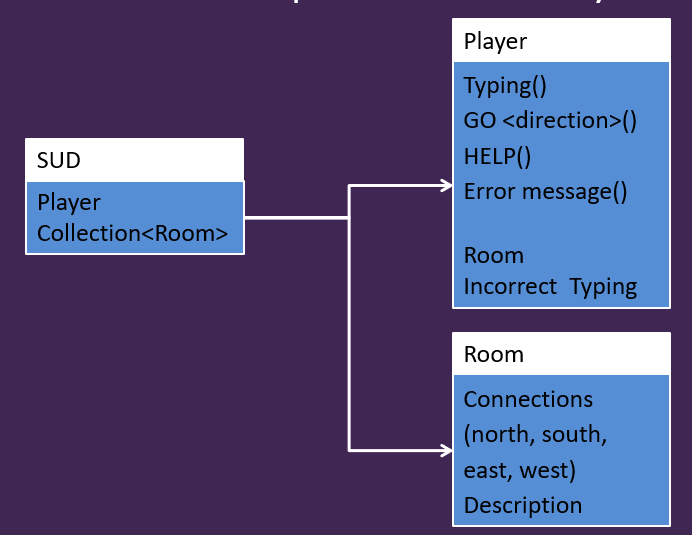 SUD
Player
Collection<Room>
Player
Typing()
GO <direction>()
HELP()
Error message()
Room
Incorrect Typing
Room
Connections
(north, south,
east, west)
Description